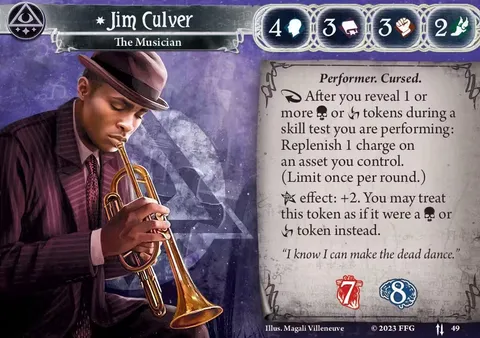 Jim Culver
The Musician
4 3 3 2
Performer. Cursed.
After you reveal 1 or
more or tokens during a
skill test you are performing:
Replenish 1 charge on
an asset you control.
(Limit once per round.)
effect: +2. You may treat
this token as if it were a or
token instead.
“I know I can make the dead dance.”
7 8
Illus. Magali Villeneuve © 2023 FFG 49